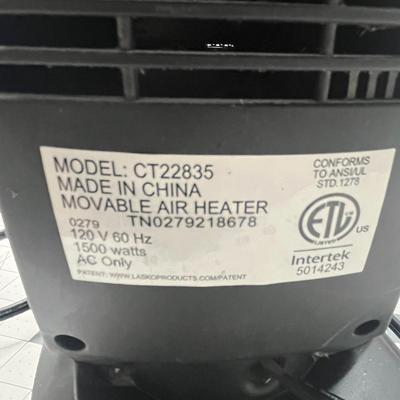 MODEL: CT22835
MADE IN CHINA
MOVABLE AIR HEATER
0279 TN0279218678
120 V 60 Hz
1500 watts
AC Only
PATENT: WWW.LASKOPRODUCTS.COM/PATENT
CONFORMS
TO ANSI/UL
STD.1278
ETL
LISTED
US
Intertek
5014243